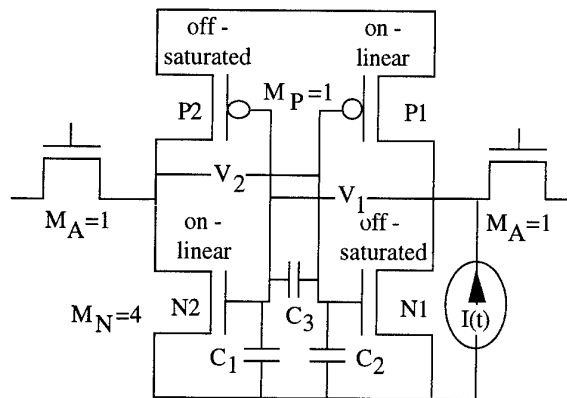 off -
saturated
on -
linear
M_P=1
P2
P1
V_2
V_1
M_A=1
M_A=1
on -
linear
off -
saturated
M_N=4
N2
N1
C_3
I(t)
C_1
C_2